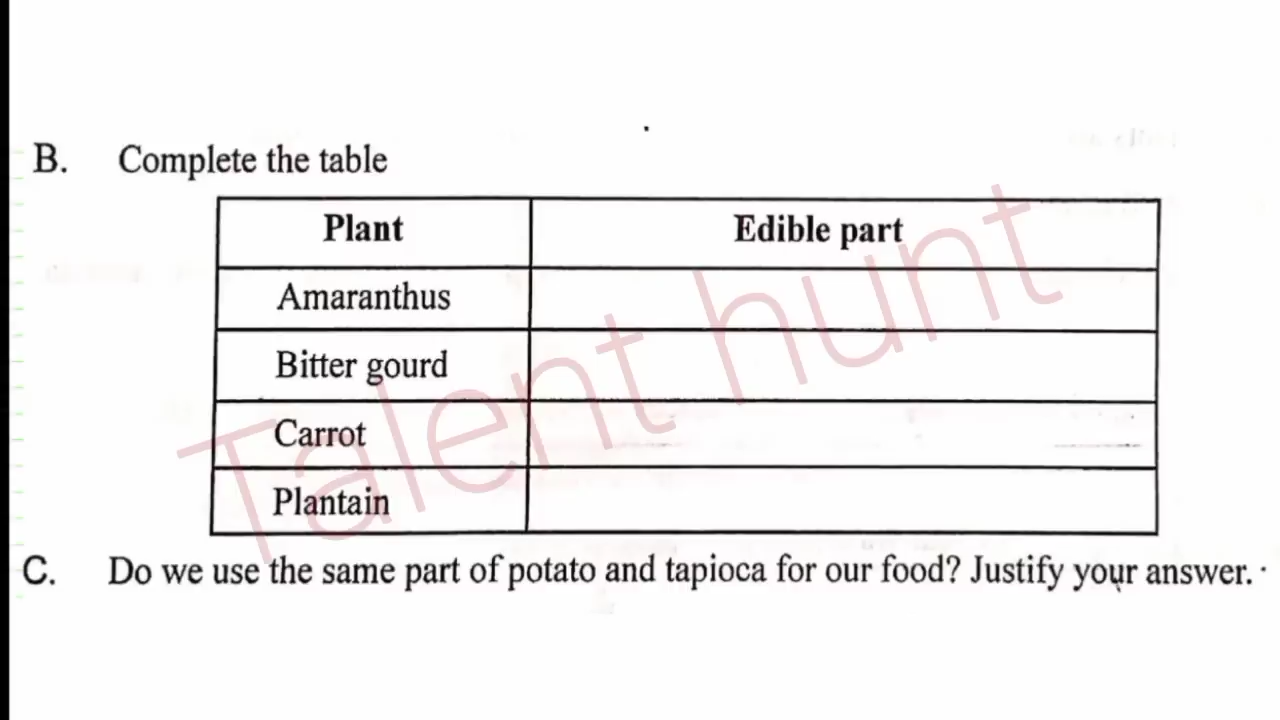 B. Complete the table
Plant Edible part
Amaranthus
Bitter gourd
Carrot
Plantain
C. Do we use the same part of potato and tapioca for our food? Justify your answer.
Talent hunt